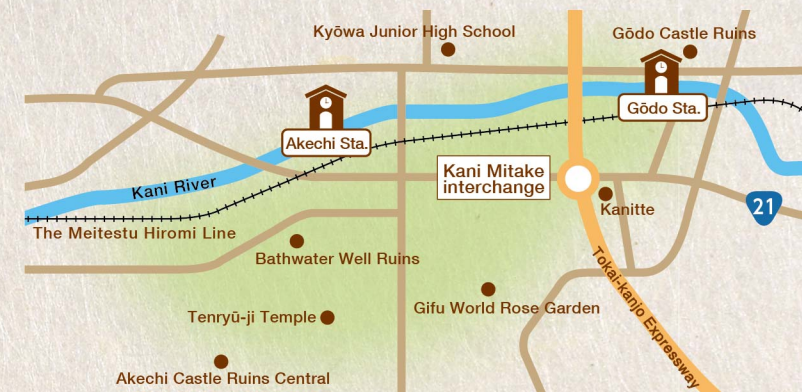 Kyōwa Junior High School
Gōdo Castle Ruins
Gōdo Sta.
Akechi Sta.
Kani Mitake
interchange
Kani River
Kanitte
21
The Meitestu Hiromi Line
Bathwater Well Ruins
Tokai-kanjo Expressway
Gifu World Rose Garden
Tenryū-ji Temple
Akechi Castle Ruins Central